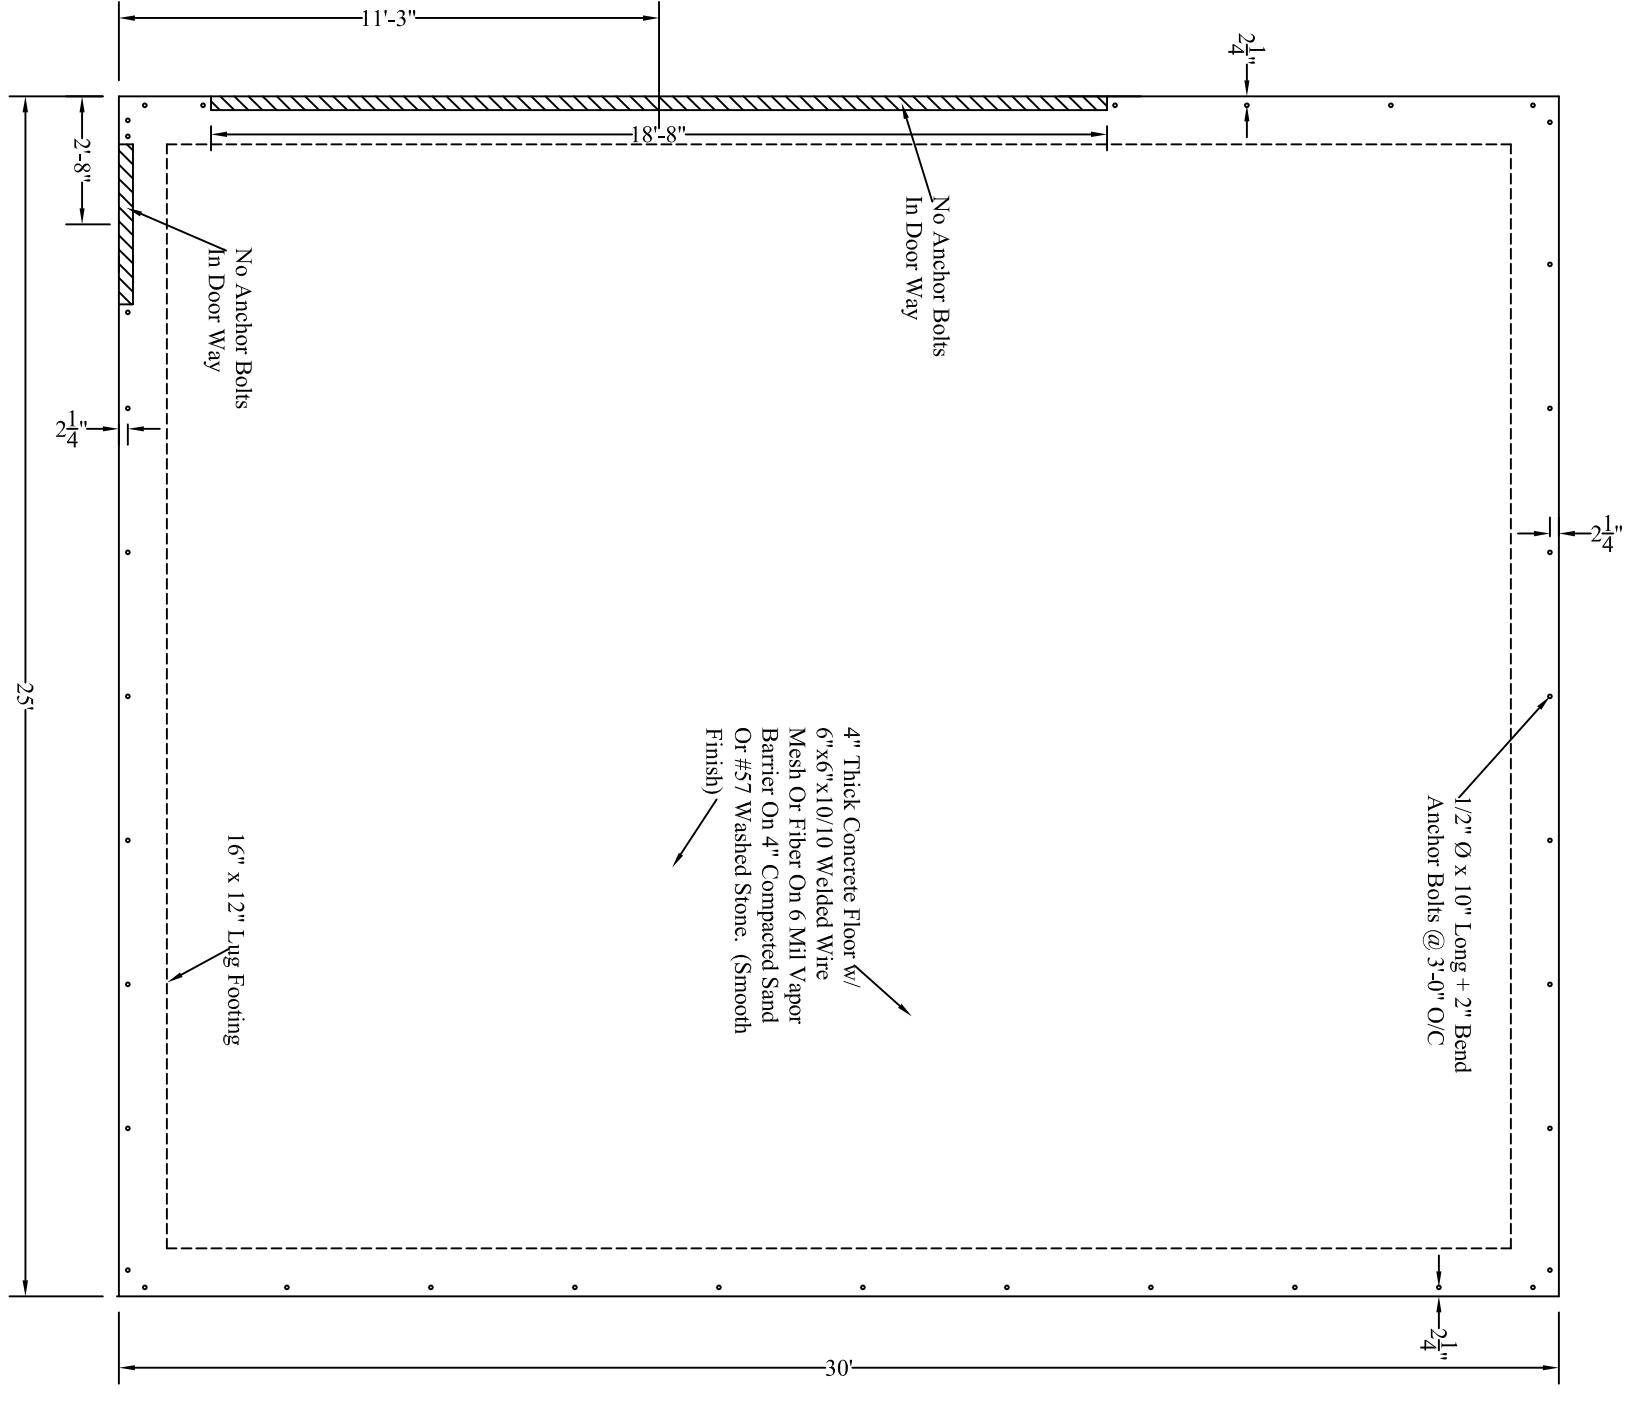 11'-3"
2 1/4"
18'-8"
2'-8"
No Anchor Bolts
In Door Way
No Anchor Bolts
In Door Way
2 1/4"
2 1/4"
25'
4" Thick Concrete Floor w/
6"x6"x10/10 Welded Wire
Mesh Or Fiber On 6 Mil Vapor
Barrier On 4" Compacted Sand
Or #57 Washed Stone. (Smooth
Finish)
1/2" Ø x 10" Long + 2" Bend
Anchor Bolts @ 3'-0" O/C
16" x 12" Lug Footing
2 1/4"
30'